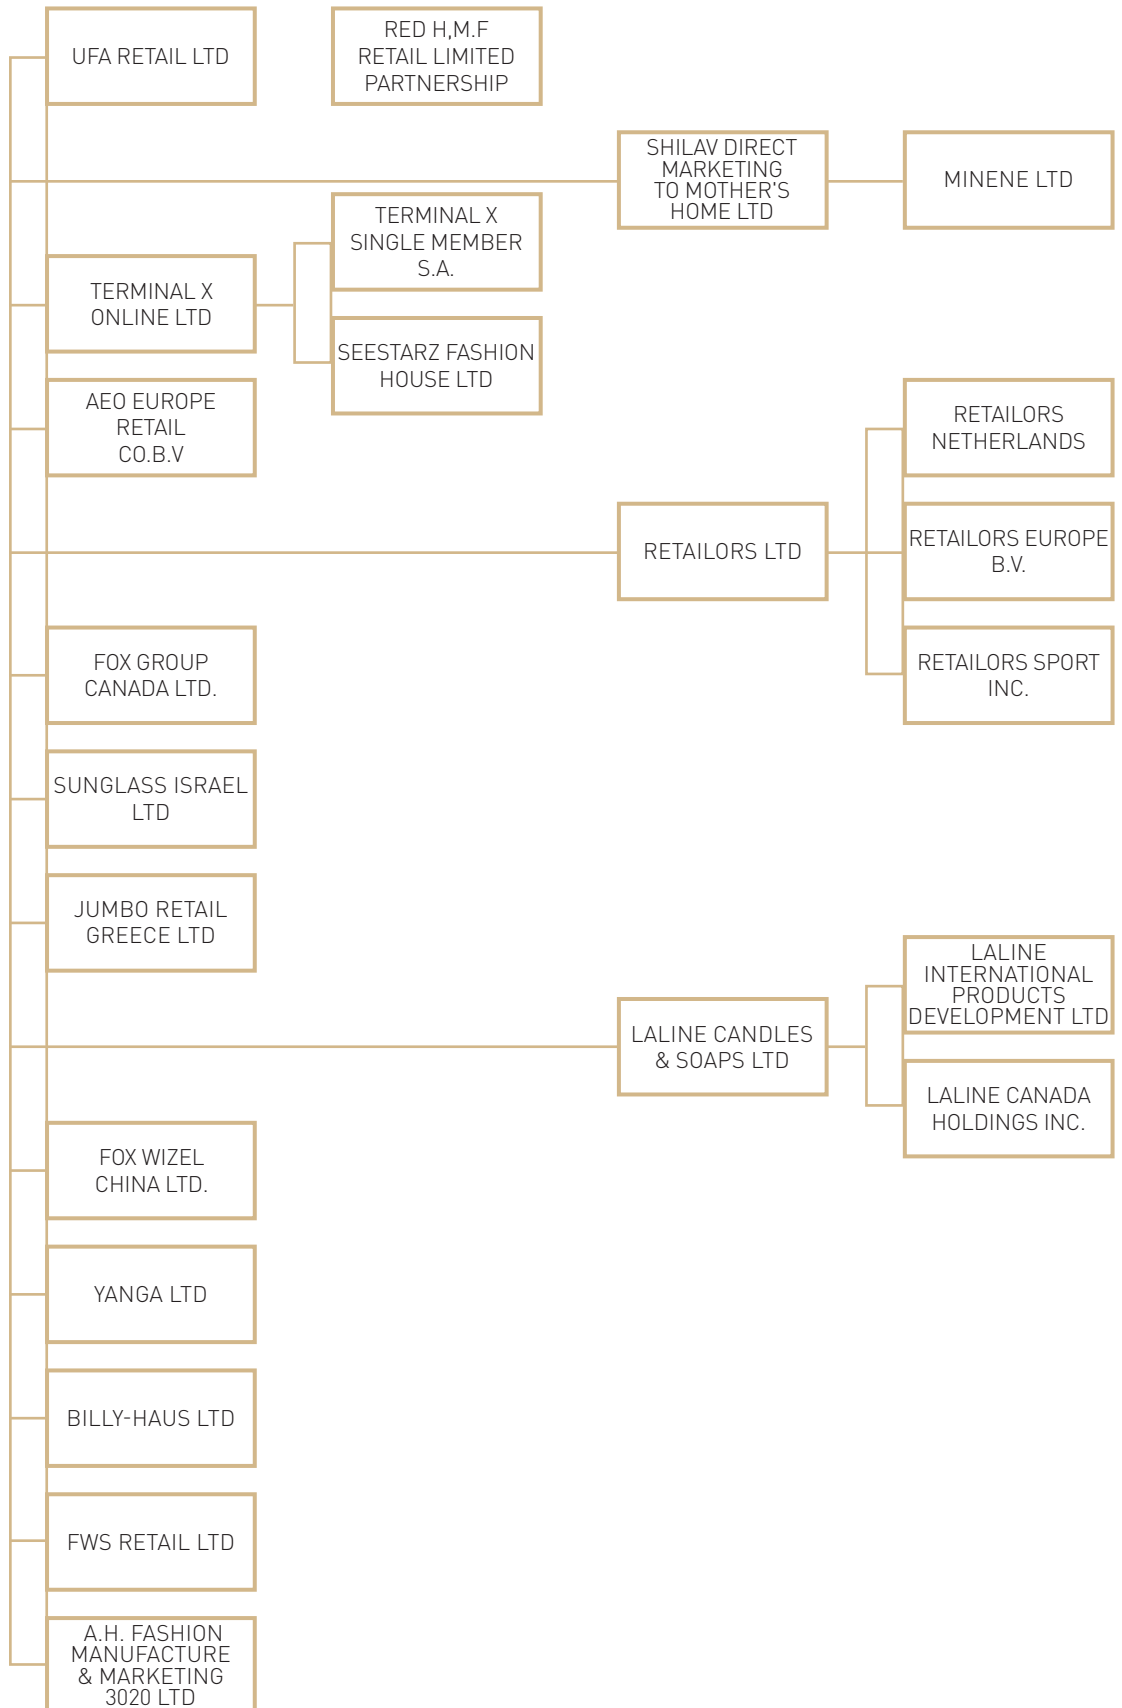 UFA RETAIL LTD
RED H,M.F
RETAIL LIMITED
PARTNERSHIP
SHILAV DIRECT
MARKETING
TO MOTHER'S
HOME LTD
MINENE LTD
TERMINAL X
SINGLE MEMBER
S.A.
TERMINAL X
ONLINE LTD
SEESTARZ FASHION
HOUSE LTD
AEO EUROPE
RETAIL
CO.B.V
RETAILORS
NETHERLANDS
RETAILORS LTD
RETAILORS EUROPE
B.V.
FOX GROUP
CANADA LTD.
RETAILORS SPORT
INC.
SUNGLASS ISRAEL
LTD
JUMBO RETAIL
GREECE LTD
LALINE
INTERNATIONAL
PRODUCTS
DEVELOPMENT LTD
LALINE CANDLES
& SOAPS LTD
LALINE CANADA
HOLDINGS INC.
FOX WIZEL
CHINA LTD.
YANGA LTD
BILLY-HAUS LTD
FWS RETAIL LTD
A.H. FASHION
MANUFACTURE
& MARKETING
3020 LTD